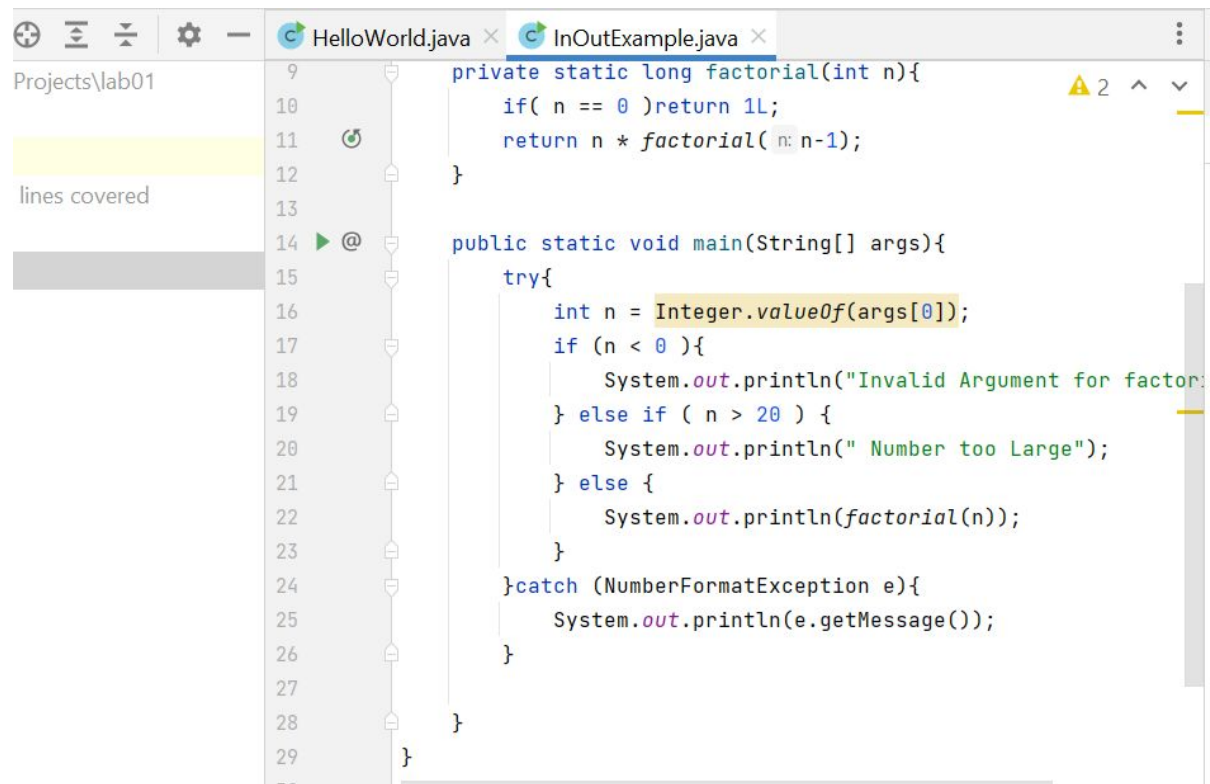 HelloWorld.java InOutExample.java
Projects\lab01
lines covered
2
9 private static long factorial(int n){
10 if( n == 0 )return 1L;
11 return n * factorial( n: n-1);
12 }
13
14 @ public static void main(String[] args){
15 try{
16 int n = Integer.valueOf(args[0]);
17 if (n < 0 ){
18 System.out.println("Invalid Argument for factor
19 } else if ( n > 20 ) {
20 System.out.println(" Number too Large");
21 } else {
22 System.out.println(factorial(n));
23 }
24 }catch (NumberFormatException e){
25 System.out.println(e.getMessage());
26 }
27
28 }
29 }